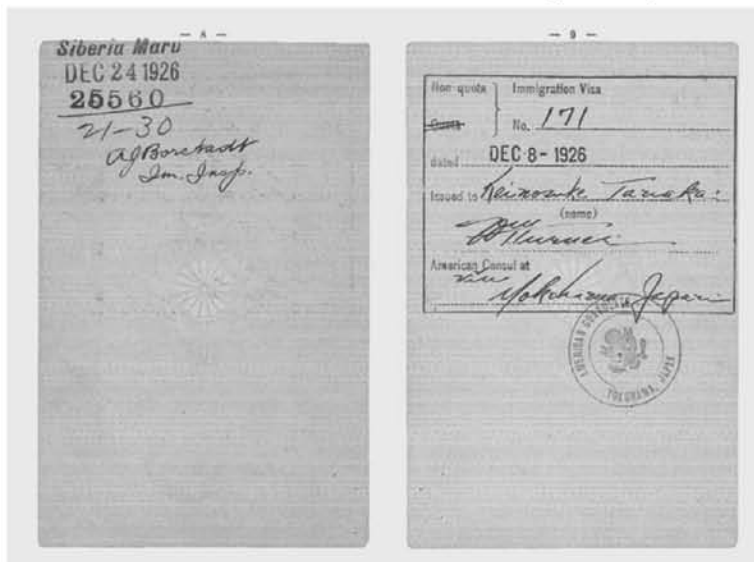 — 8 —
Siberia Maru
DEC 24 1926
25560
21-30
Im. Insp.
— 9 —
Non-quota Immigration Visa
Quota No. 171
dated DEC 8 - 1926
Issued to Keinosuke Tanaka
(name)
American Consul at
Vice
Yokohama, Japan
AMERICAN CONSULATE
YOKOHAMA, JAPAN